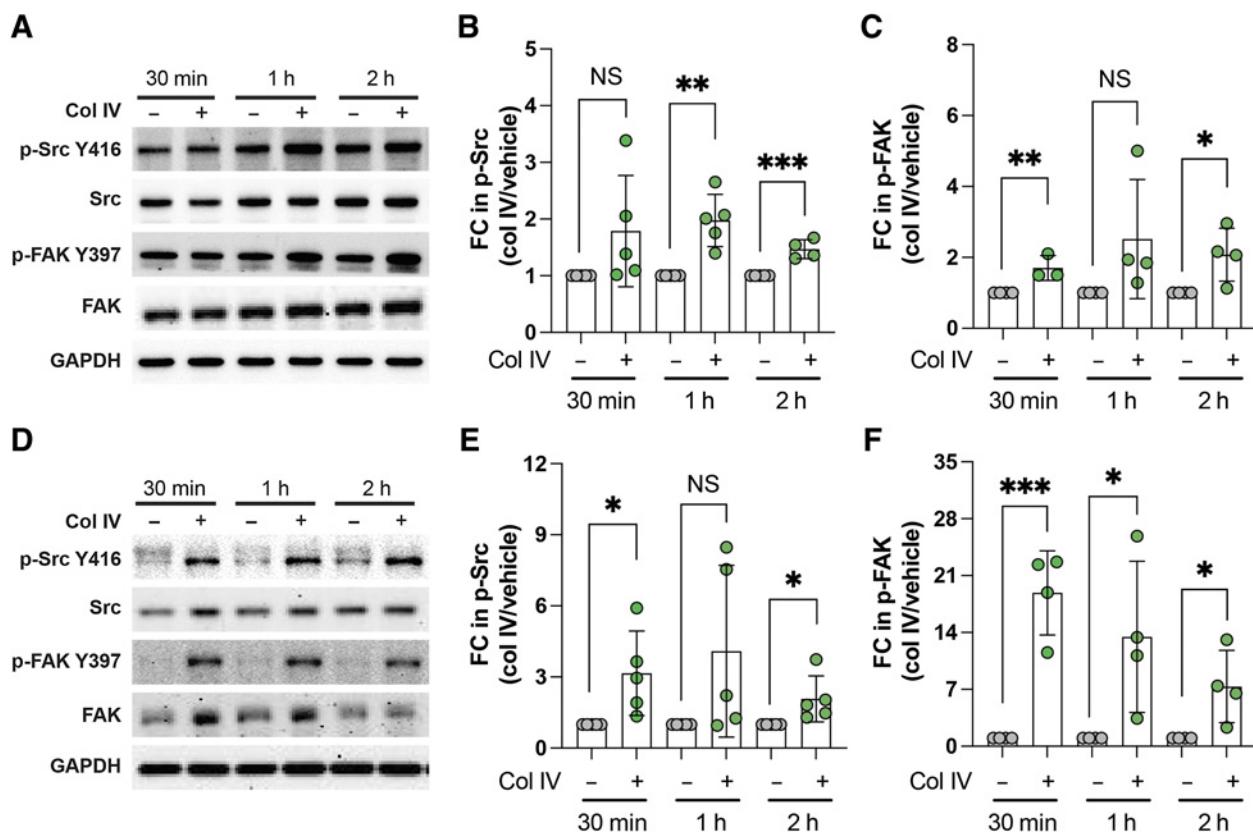 A
30 min 1 h 2 h
Col IV – + – + – +
p-Src Y416
Src
p-FAK Y397
FAK
GAPDH
B
FC in p-Src
(col IV/vehicle)
5
4
3
2
1
0
NS
**
***
Col IV – + – + – +
30 min 1 h 2 h
C
FC in p-FAK
(col IV/vehicle)
8
6
4
2
1
0
**
NS
*
Col IV – + – + – +
30 min 1 h 2 h
D
30 min 1 h 2 h
Col IV – + – + – +
p-Src Y416
Src
p-FAK Y397
FAK
GAPDH
E
FC in p-Src
(col IV/vehicle)
12
9
6
3
1
0
*
NS
*
Col IV – + – + – +
30 min 1 h 2 h
F
FC in p-FAK
(col IV/vehicle)
35
28
21
14
7
1
0
***
*
*
Col IV – + – + – +
30 min 1 h 2 h